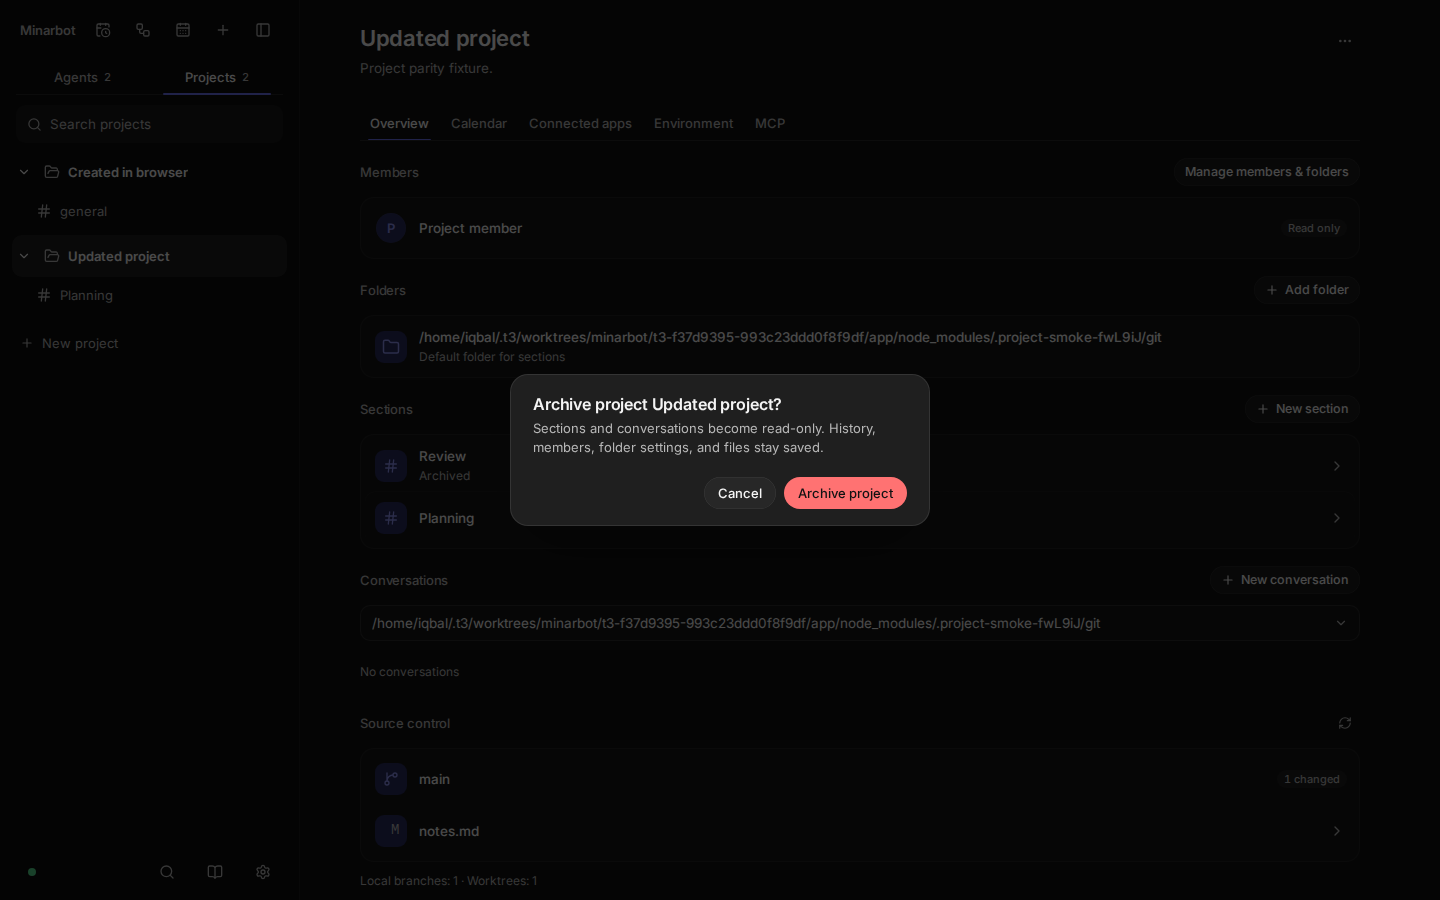 Minarbot
Agents 2
Projects 2
Search projects
Created in browser
general
Updated project
Planning
New project
Updated project
Project parity fixture.
Overview
Calendar
Connected apps
Environment
MCP
Members
Manage members & folders
P
Project member
Read only
Folders
Add folder
/home/iqbal/.t3/worktrees/minarbot/t3-f37d9395-993c23ddd0f8f9df/app/node_modules/.project-smoke-fwL9iJ/git
Default folder for sections
Sections
New section
Review
Archived
Planning
Archive project Updated project?
Sections and conversations become read-only. History,
members, folder settings, and files stay saved.
Cancel
Archive project
Conversations
New conversation
/home/iqbal/.t3/worktrees/minarbot/t3-f37d9395-993c23ddd0f8f9df/app/node_modules/.project-smoke-fwL9iJ/git
No conversations
Source control
main
1 changed
M
notes.md
Local branches: 1 · Worktrees: 1